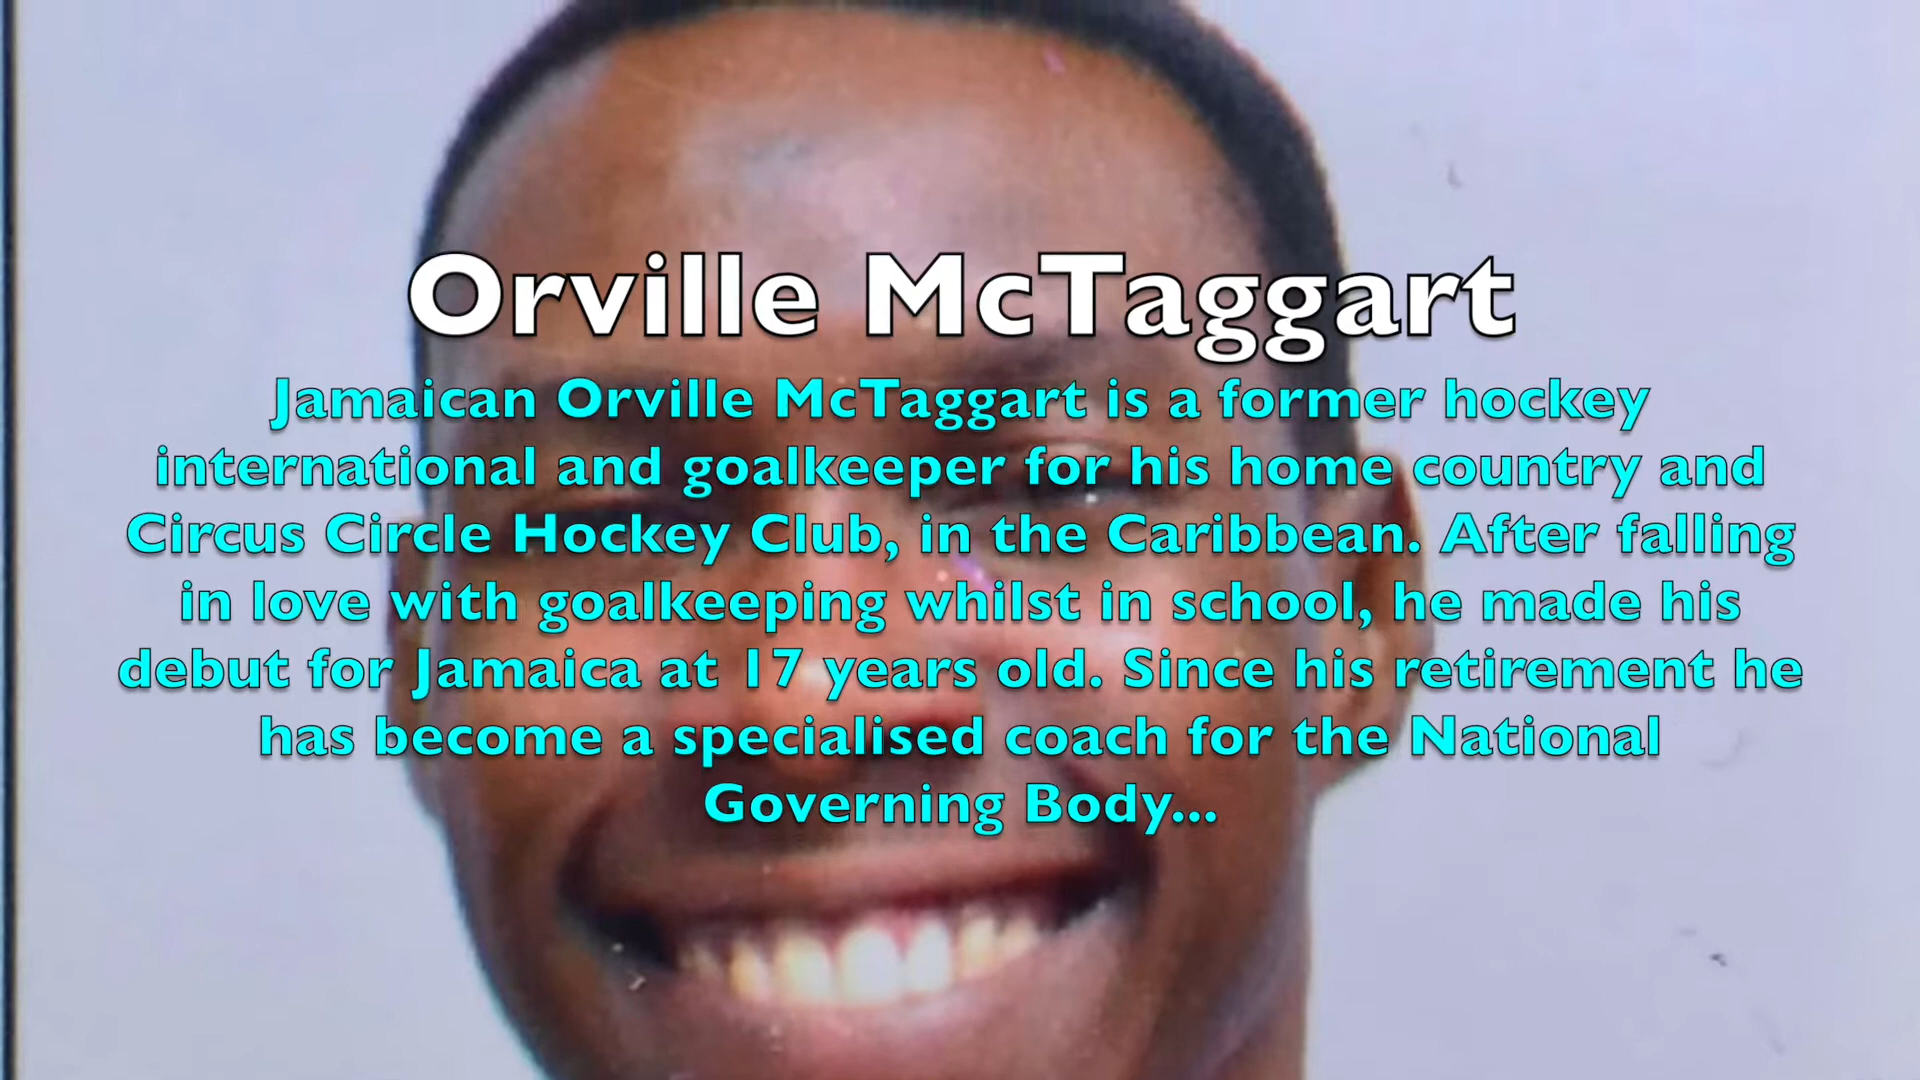 Orville McTaggart
Jamaican Orville McTaggart is a former hockey
international and goalkeeper for his home country and
Circus Circle Hockey Club, in the Caribbean. After falling
in love with goalkeeping whilst in school, he made his
debut for Jamaica at 17 years old. Since his retirement he
has become a specialised coach for the National
Governing Body...